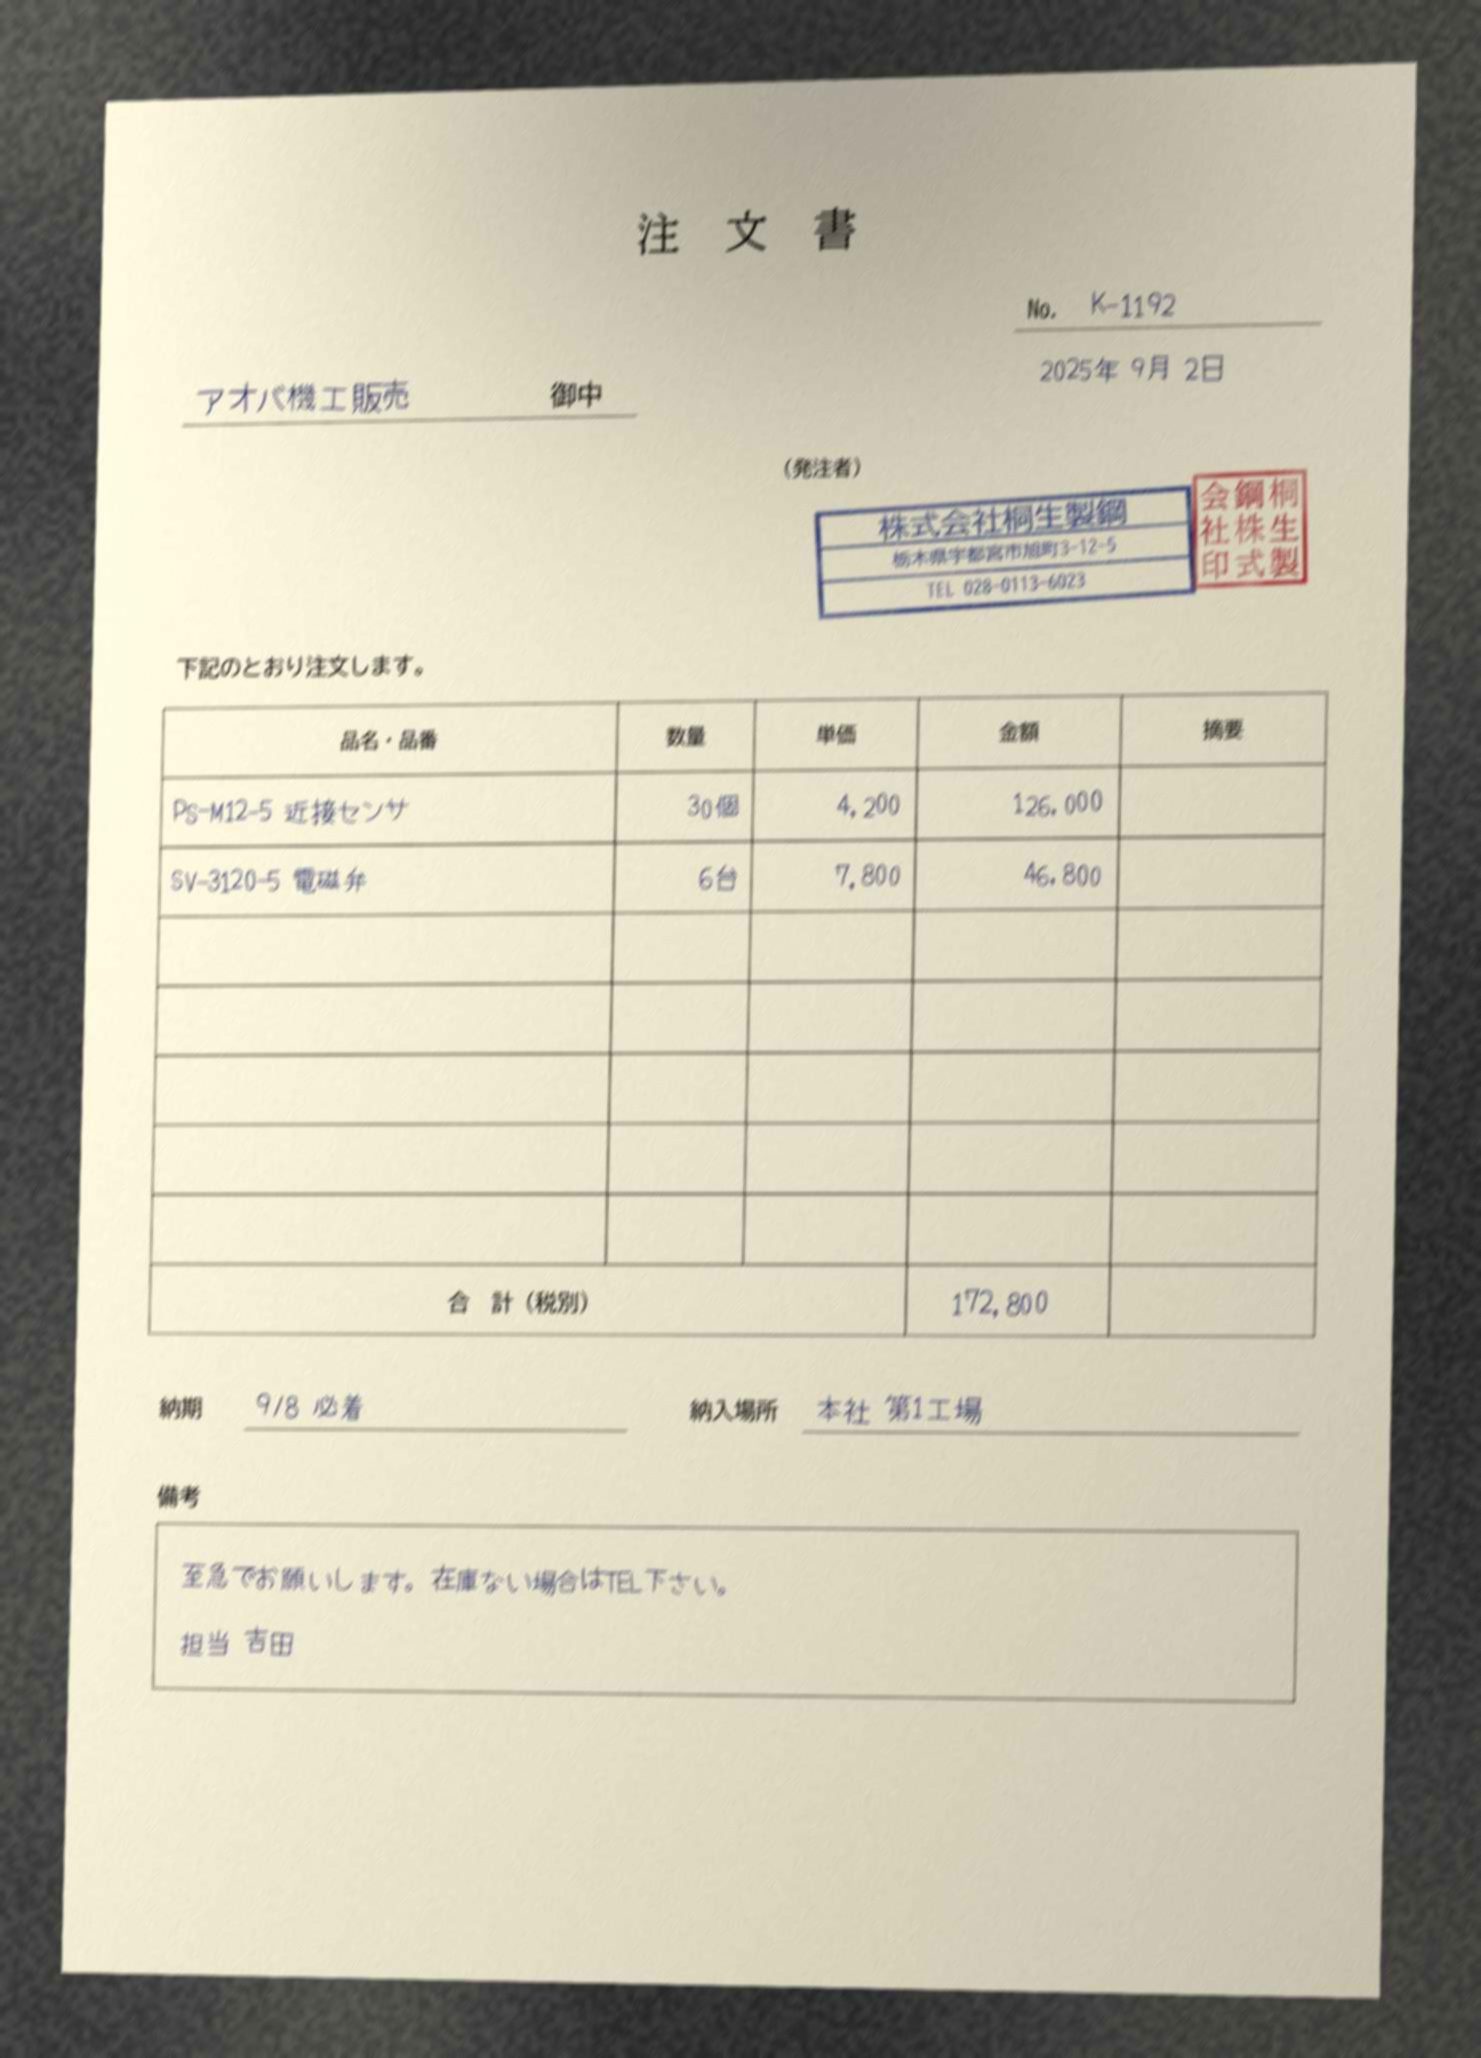 注文書
No. K-1192
2025年 9月 2日
アオバ機工販売 御中
(発注者)
株式会社桐生製鋼
栃木県宇都宮市旭町3-12-5
TEL 028-0113-6023
桐生製
鋼株式
会社印
下記のとおり注文します。
品名・品番 数量 単価 金額 摘要
PS-M12-5 近接センサ 30個 4,200 126,000
SV-3120-5 電磁弁 6台 7,800 46,800
合 計 (税別) 172,800
納期 9/8 必着 納入場所 本社 第1工場
備考
至急でお願いします。在庫ない場合はTEL下さい。
担当 吉田